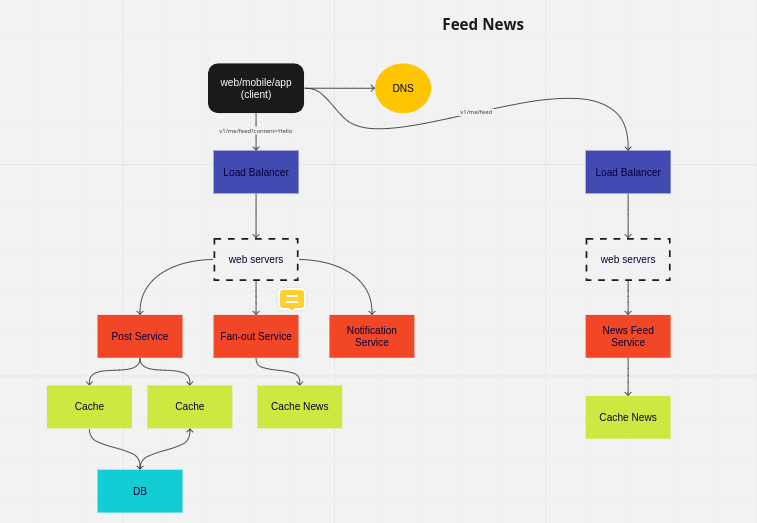 Feed News
web/mobile/app
(client)
DNS
v1/me/feed
v1/me/feed?content=Hello
Load Balancer
Load Balancer
web servers
web servers
Post Service
Fan-out Service
Notification
Service
News Feed
Service
Cache
Cache
Cache News
Cache News
DB